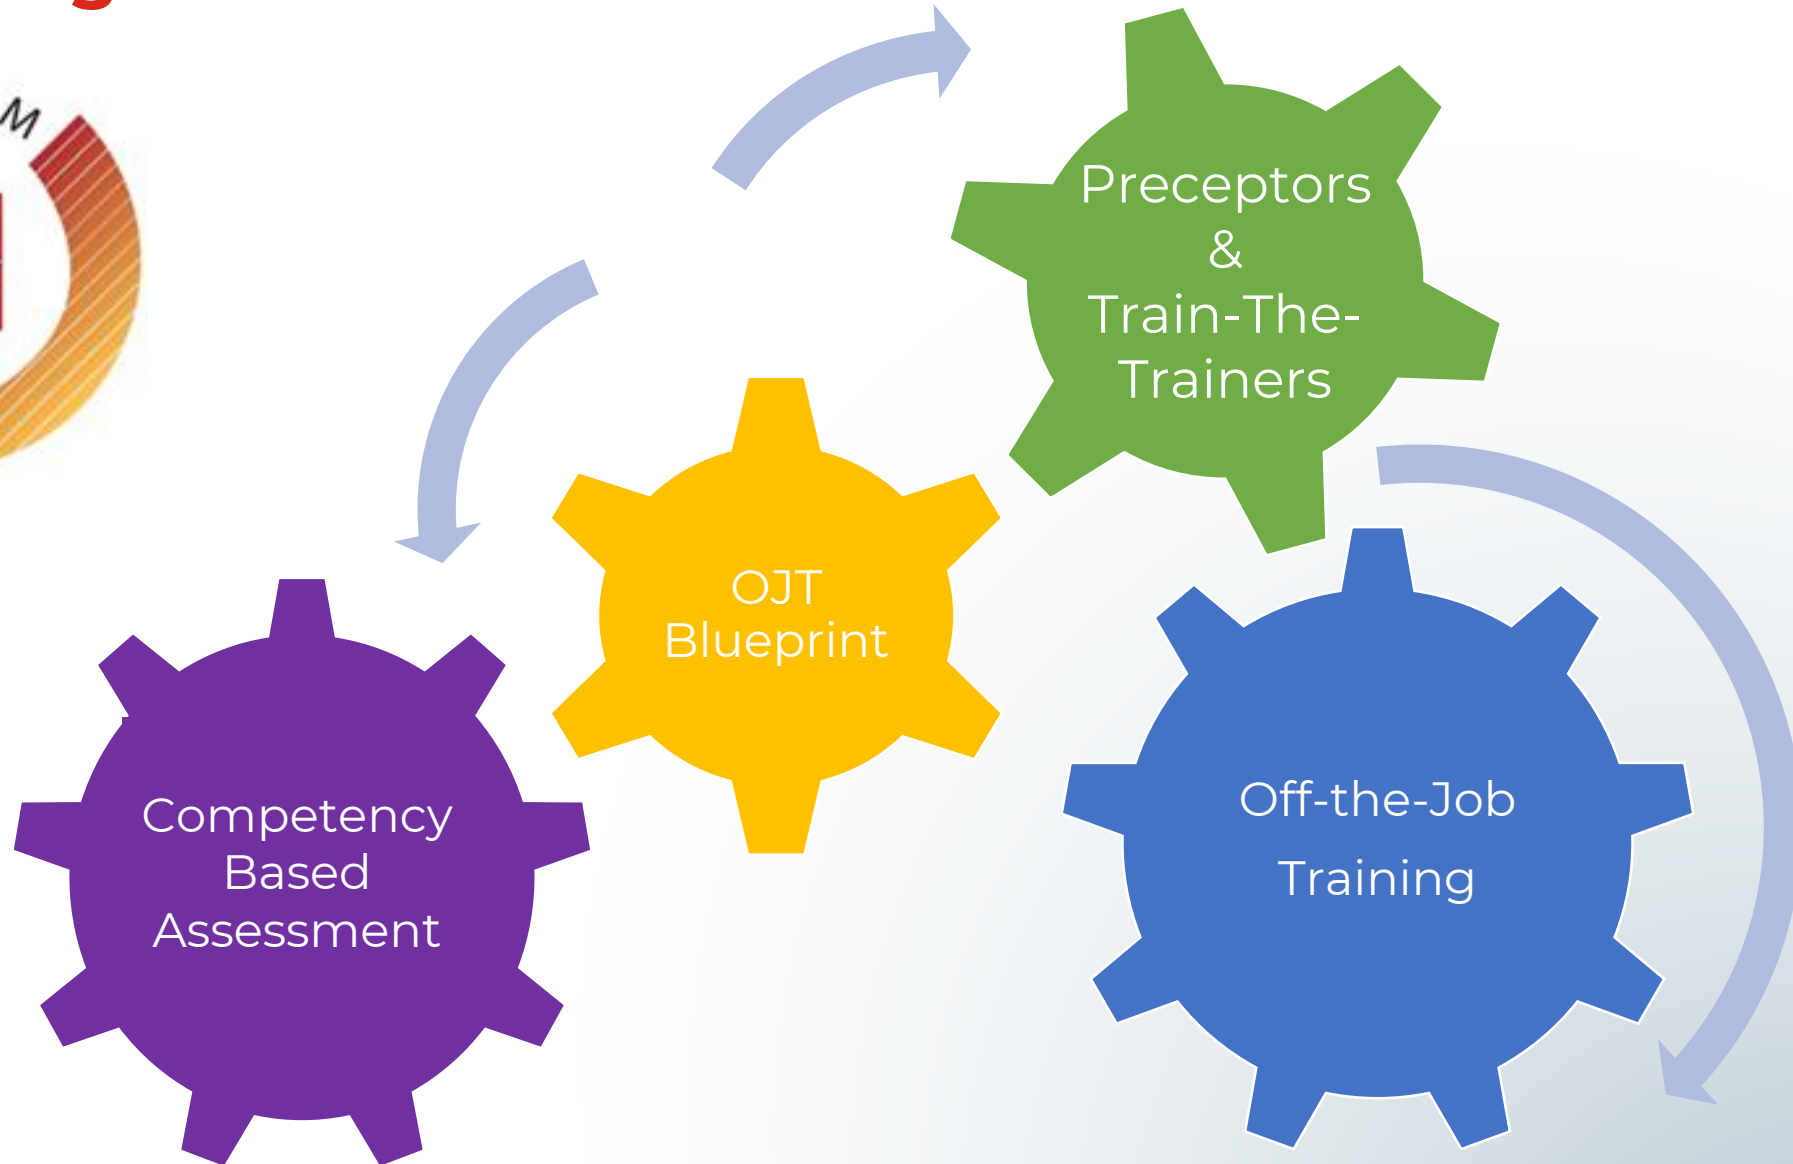 Preceptors
&
Train-The-
Trainers
OJT
Blueprint
Competency
Based
Assessment
Off-the-Job
Training